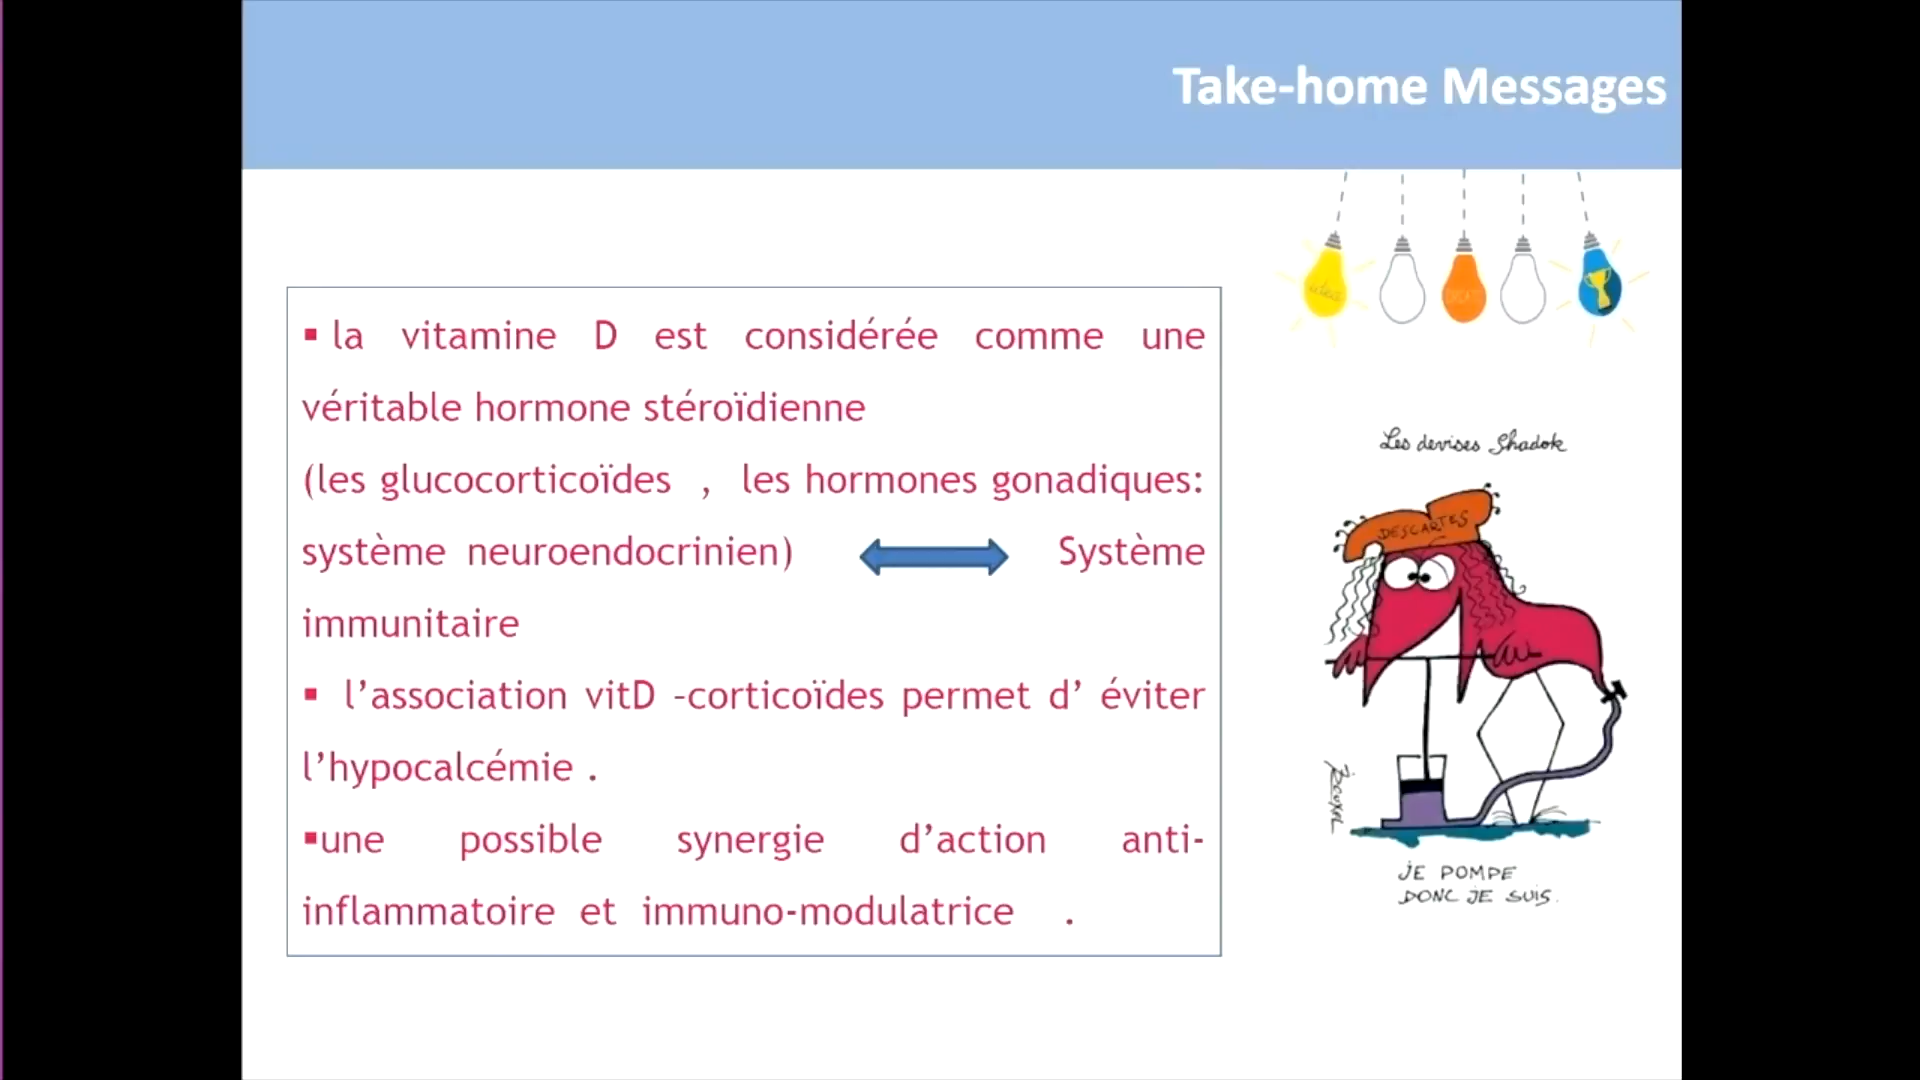 Take-home Messages
▪ la vitamine D est considérée comme une
véritable hormone stéroïdienne
(les glucocorticoïdes , les hormones gonadiques:
système neuroendocrinien) Système
immunitaire
▪ l’association vitD –corticoïdes permet d’ éviter
l’hypocalcémie .
▪une possible synergie d’action anti-
inflammatoire et immuno-modulatrice .
idea
Les devises Shadok
DESCARTES
Rouxel
JE POMPE
DONC JE SUIS.